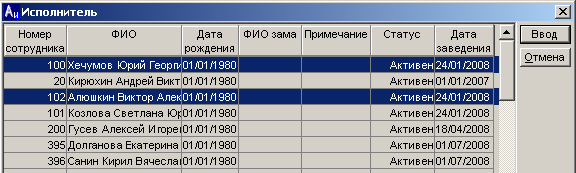 Исполнитель
Номер сотрудника ФИО Дата рождения ФИО зама Примечание Статус Дата заведения
100 Хечумов Юрий Георги 01/01/1980 Активен 24/01/2008
20 Кирюхин Андрей Викт 01/01/1980 Активен 01/01/2007
102 Алюшкин Виктор Алек 01/01/1980 Активен 24/01/2008
101 Козлова Светлана Юр 01/01/1980 Активен 24/01/2008
200 Гусев Алексей Игорев 01/01/1980 Активен 18/04/2008
395 Долганова Екатерина 01/01/1980 Активен 01/07/2008
396 Санин Кирил Вячесла 01/01/1980 Активен 01/07/2008
Ввод
Отмена